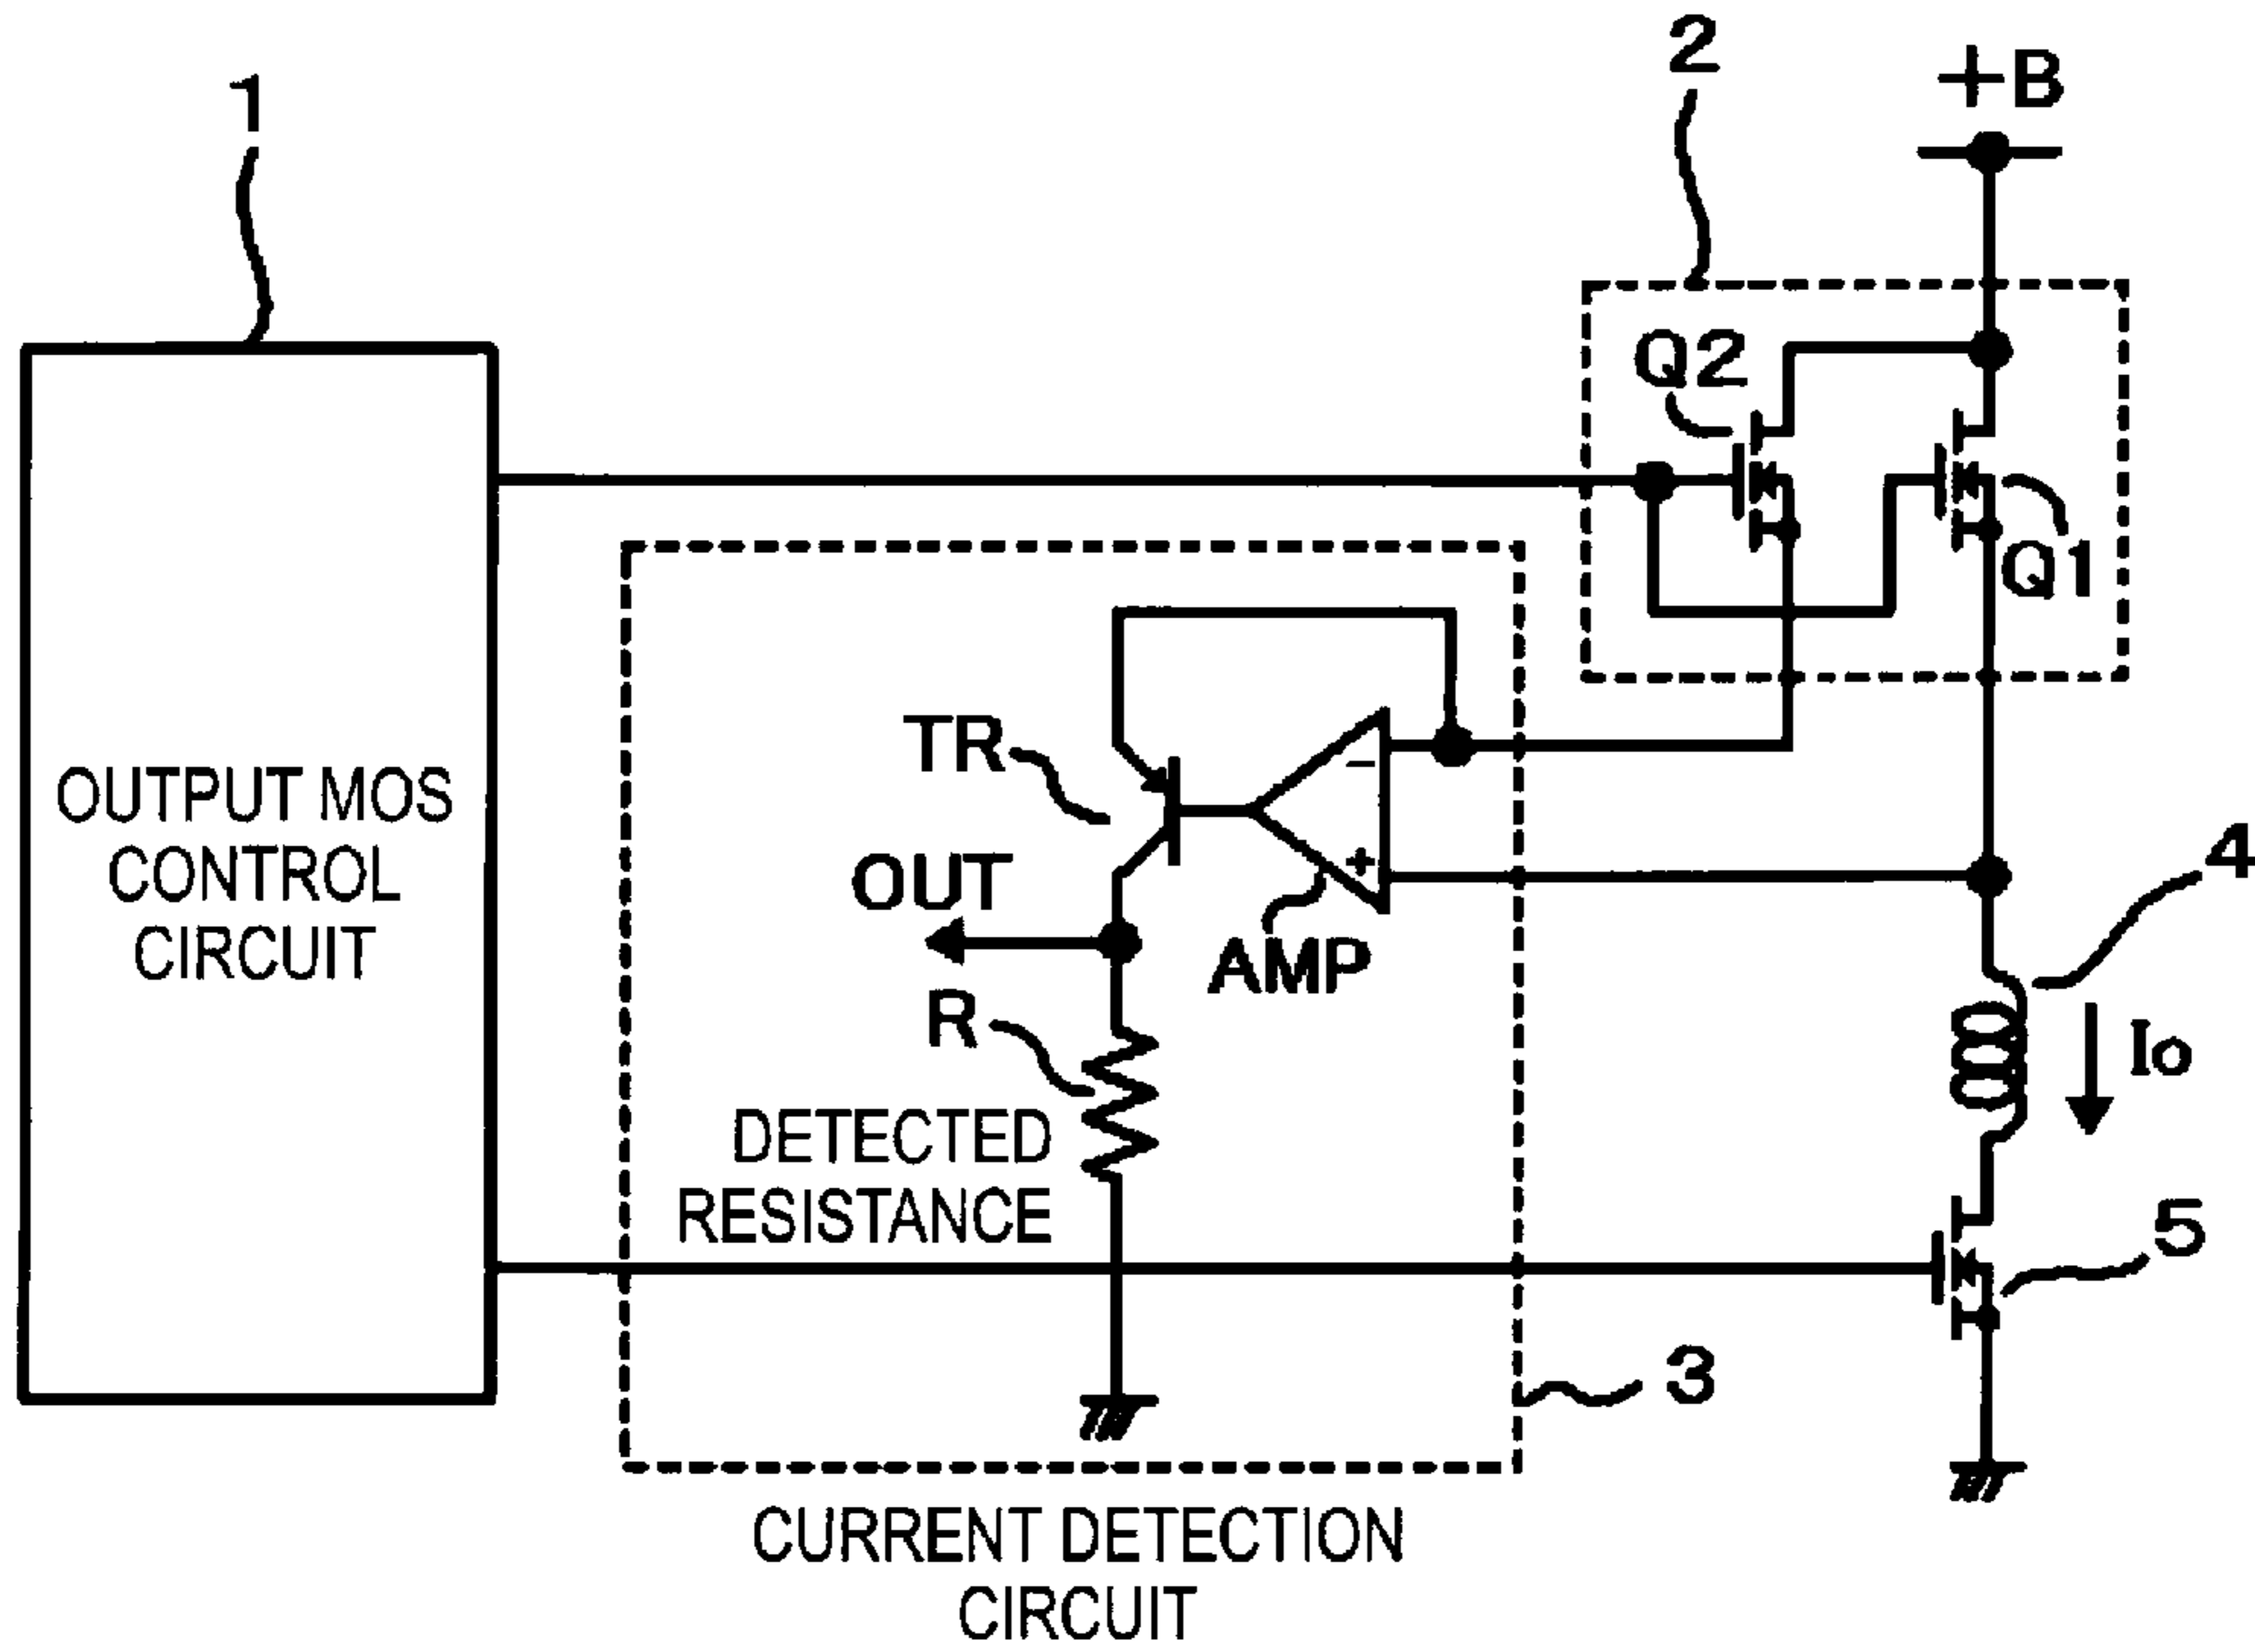 1
2
+B
Q2
Q1
OUTPUT MOS
CONTROL
CIRCUIT
TR
-
+
OUT
AMP
4
R
Io
DETECTED
RESISTANCE
5
3
CURRENT DETECTION
CIRCUIT